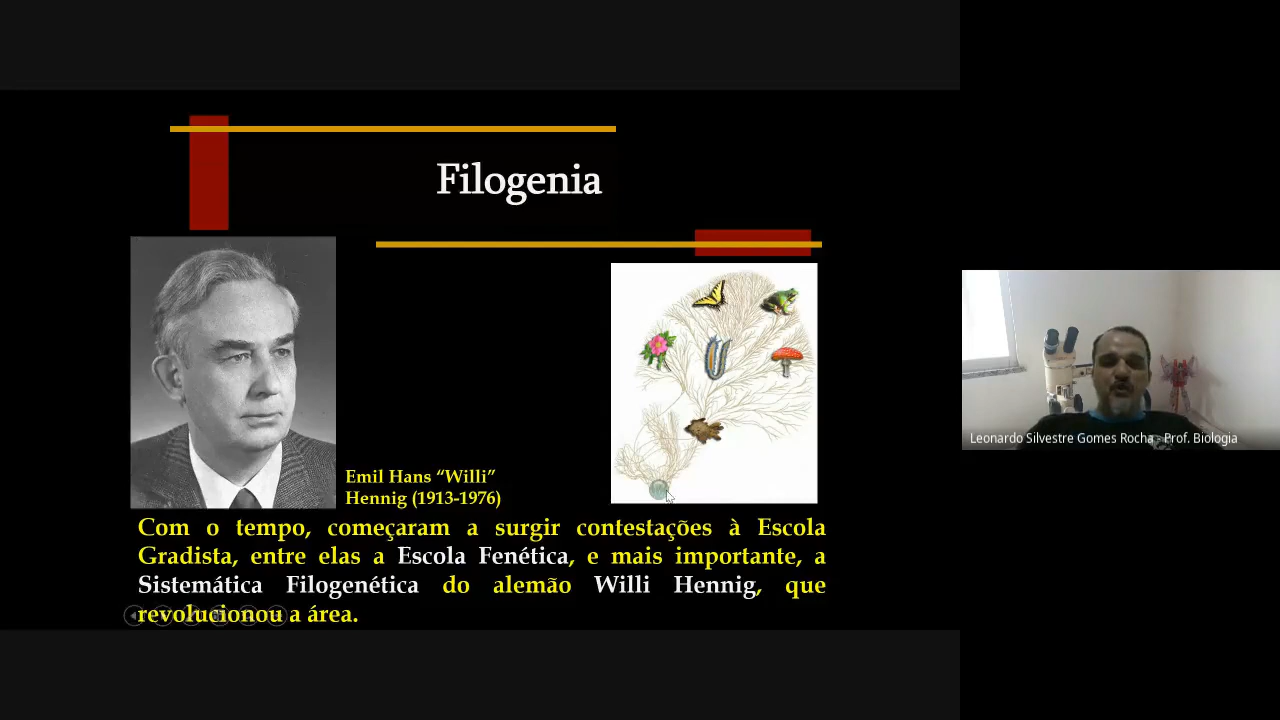 Filogenia
Emil Hans “Willi”
Hennig (1913-1976)
Com o tempo, começaram a surgir contestações à Escola
Gradista, entre elas a Escola Fenética, e mais importante, a
Sistemática Filogenética do alemão Willi Hennig, que
revolucionou a área.
Leonardo Silvestre Gomes Rocha - Prof. Biologia